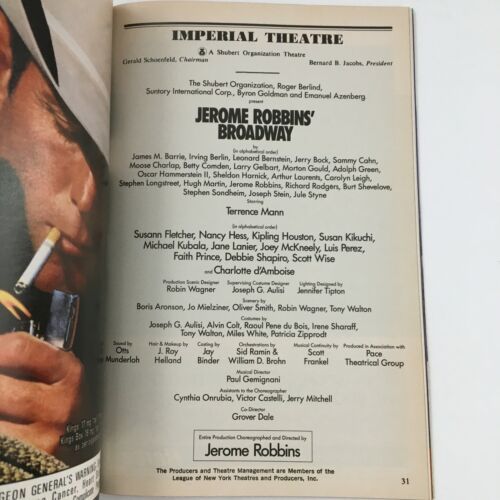 IMPERIAL THEATRE
A Shubert Organization Theatre
Gerald Schoenfeld, Chairman
Bernard B. Jacobs, President
The Shubert Organization, Roger Berlind,
Suntory International Corp., Byron Goldman and Emanuel Azenberg
present
JEROME ROBBINS'
BROADWAY
by
(in alphabetical order)
James M. Barrie, Irving Berlin, Leonard Bernstein, Jerry Bock, Sammy Cahn,
Moose Charlap, Betty Comden, Larry Gelbart, Morton Gould, Adolph Green,
Oscar Hammerstein II, Sheldon Harnick, Arthur Laurents, Carolyn Leigh,
Stephen Longstreet, Hugh Martin, Jerome Robbins, Richard Rodgers, Burt Shevelove,
Stephen Sondheim, Joseph Stein, Jule Styne
Starring
Terrence Mann
(in alphabetical order)
Susann Fletcher, Nancy Hess, Kipling Houston, Susan Kikuchi,
Michael Kubala, Jane Lanier, Joey McKneely, Luis Perez,
Faith Prince, Debbie Shapiro, Scott Wise
and Charlotte d'Amboise
Production Scenic Designer
Robin Wagner
Supervising Costume Designer
Joseph G. Aulisi
Lighting Designed by
Jennifer Tipton
Scenery by
Boris Aronson, Jo Mielziner, Oliver Smith, Robin Wagner, Tony Walton
Costumes by
Joseph G. Aulisi, Alvin Colt, Raoul Pene du Bois, Irene Sharaff,
Tony Walton, Miles White, Patricia Zipprodt
Sound by
Otts
Munderloh
Hair & Makeup by
J. Roy
Helland
Casting by
Jay
Binder
Orchestrations by
Sid Ramin &
William D. Brohn
Musical Continuity by
Scott
Frankel
Produced in Association with
Pace
Theatrical Group
Musical Director
Paul Gemignani
Assistants to the Choreographer
Cynthia Onrubia, Victor Castelli, Jerry Mitchell
Co-Director
Grover Dale
Entire Production Choreographed and Directed by
Jerome Robbins
The Producers and Theatre Management are Members of the
League of New York Theatres and Producers, Inc.
31
Kings: 17 mg
GEON GENERAL'S WARNING
Cancer, Heart